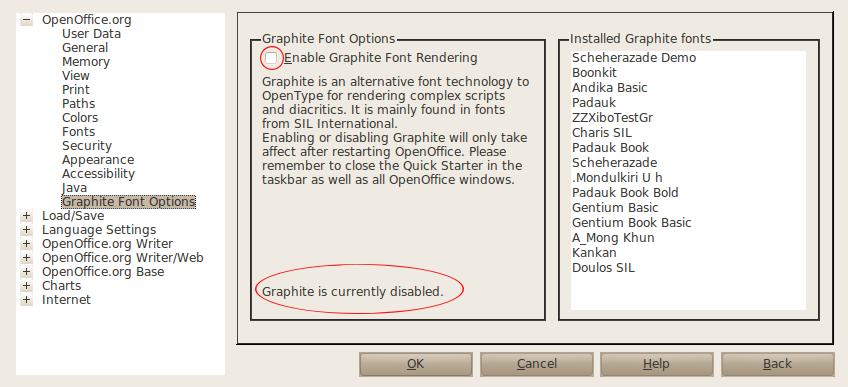 OpenOffice.org
User Data
General
Memory
View
Print
Paths
Colors
Fonts
Security
Appearance
Accessibility
Java
Graphite Font Options
Load/Save
Language Settings
OpenOffice.org Writer
OpenOffice.org Writer/Web
OpenOffice.org Base
Charts
Internet
Graphite Font Options
Enable Graphite Font Rendering
Graphite is an alternative font technology to
OpenType for rendering complex scripts
and diacritics. It is mainly found in fonts
from SIL International.
Enabling or disabling Graphite will only take
affect after restarting OpenOffice. Please
remember to close the Quick Starter in the
taskbar as well as all OpenOffice windows.
Graphite is currently disabled.
Installed Graphite fonts
Scheherazade Demo
Boonkit
Andika Basic
Padauk
ZZXiboTestGr
Charis SIL
Padauk Book
Scheherazade
.Mondulkiri U h
Padauk Book Bold
Gentium Basic
Gentium Book Basic
A_Mong Khun
Kankan
Doulos SIL
OK
Cancel
Help
Back